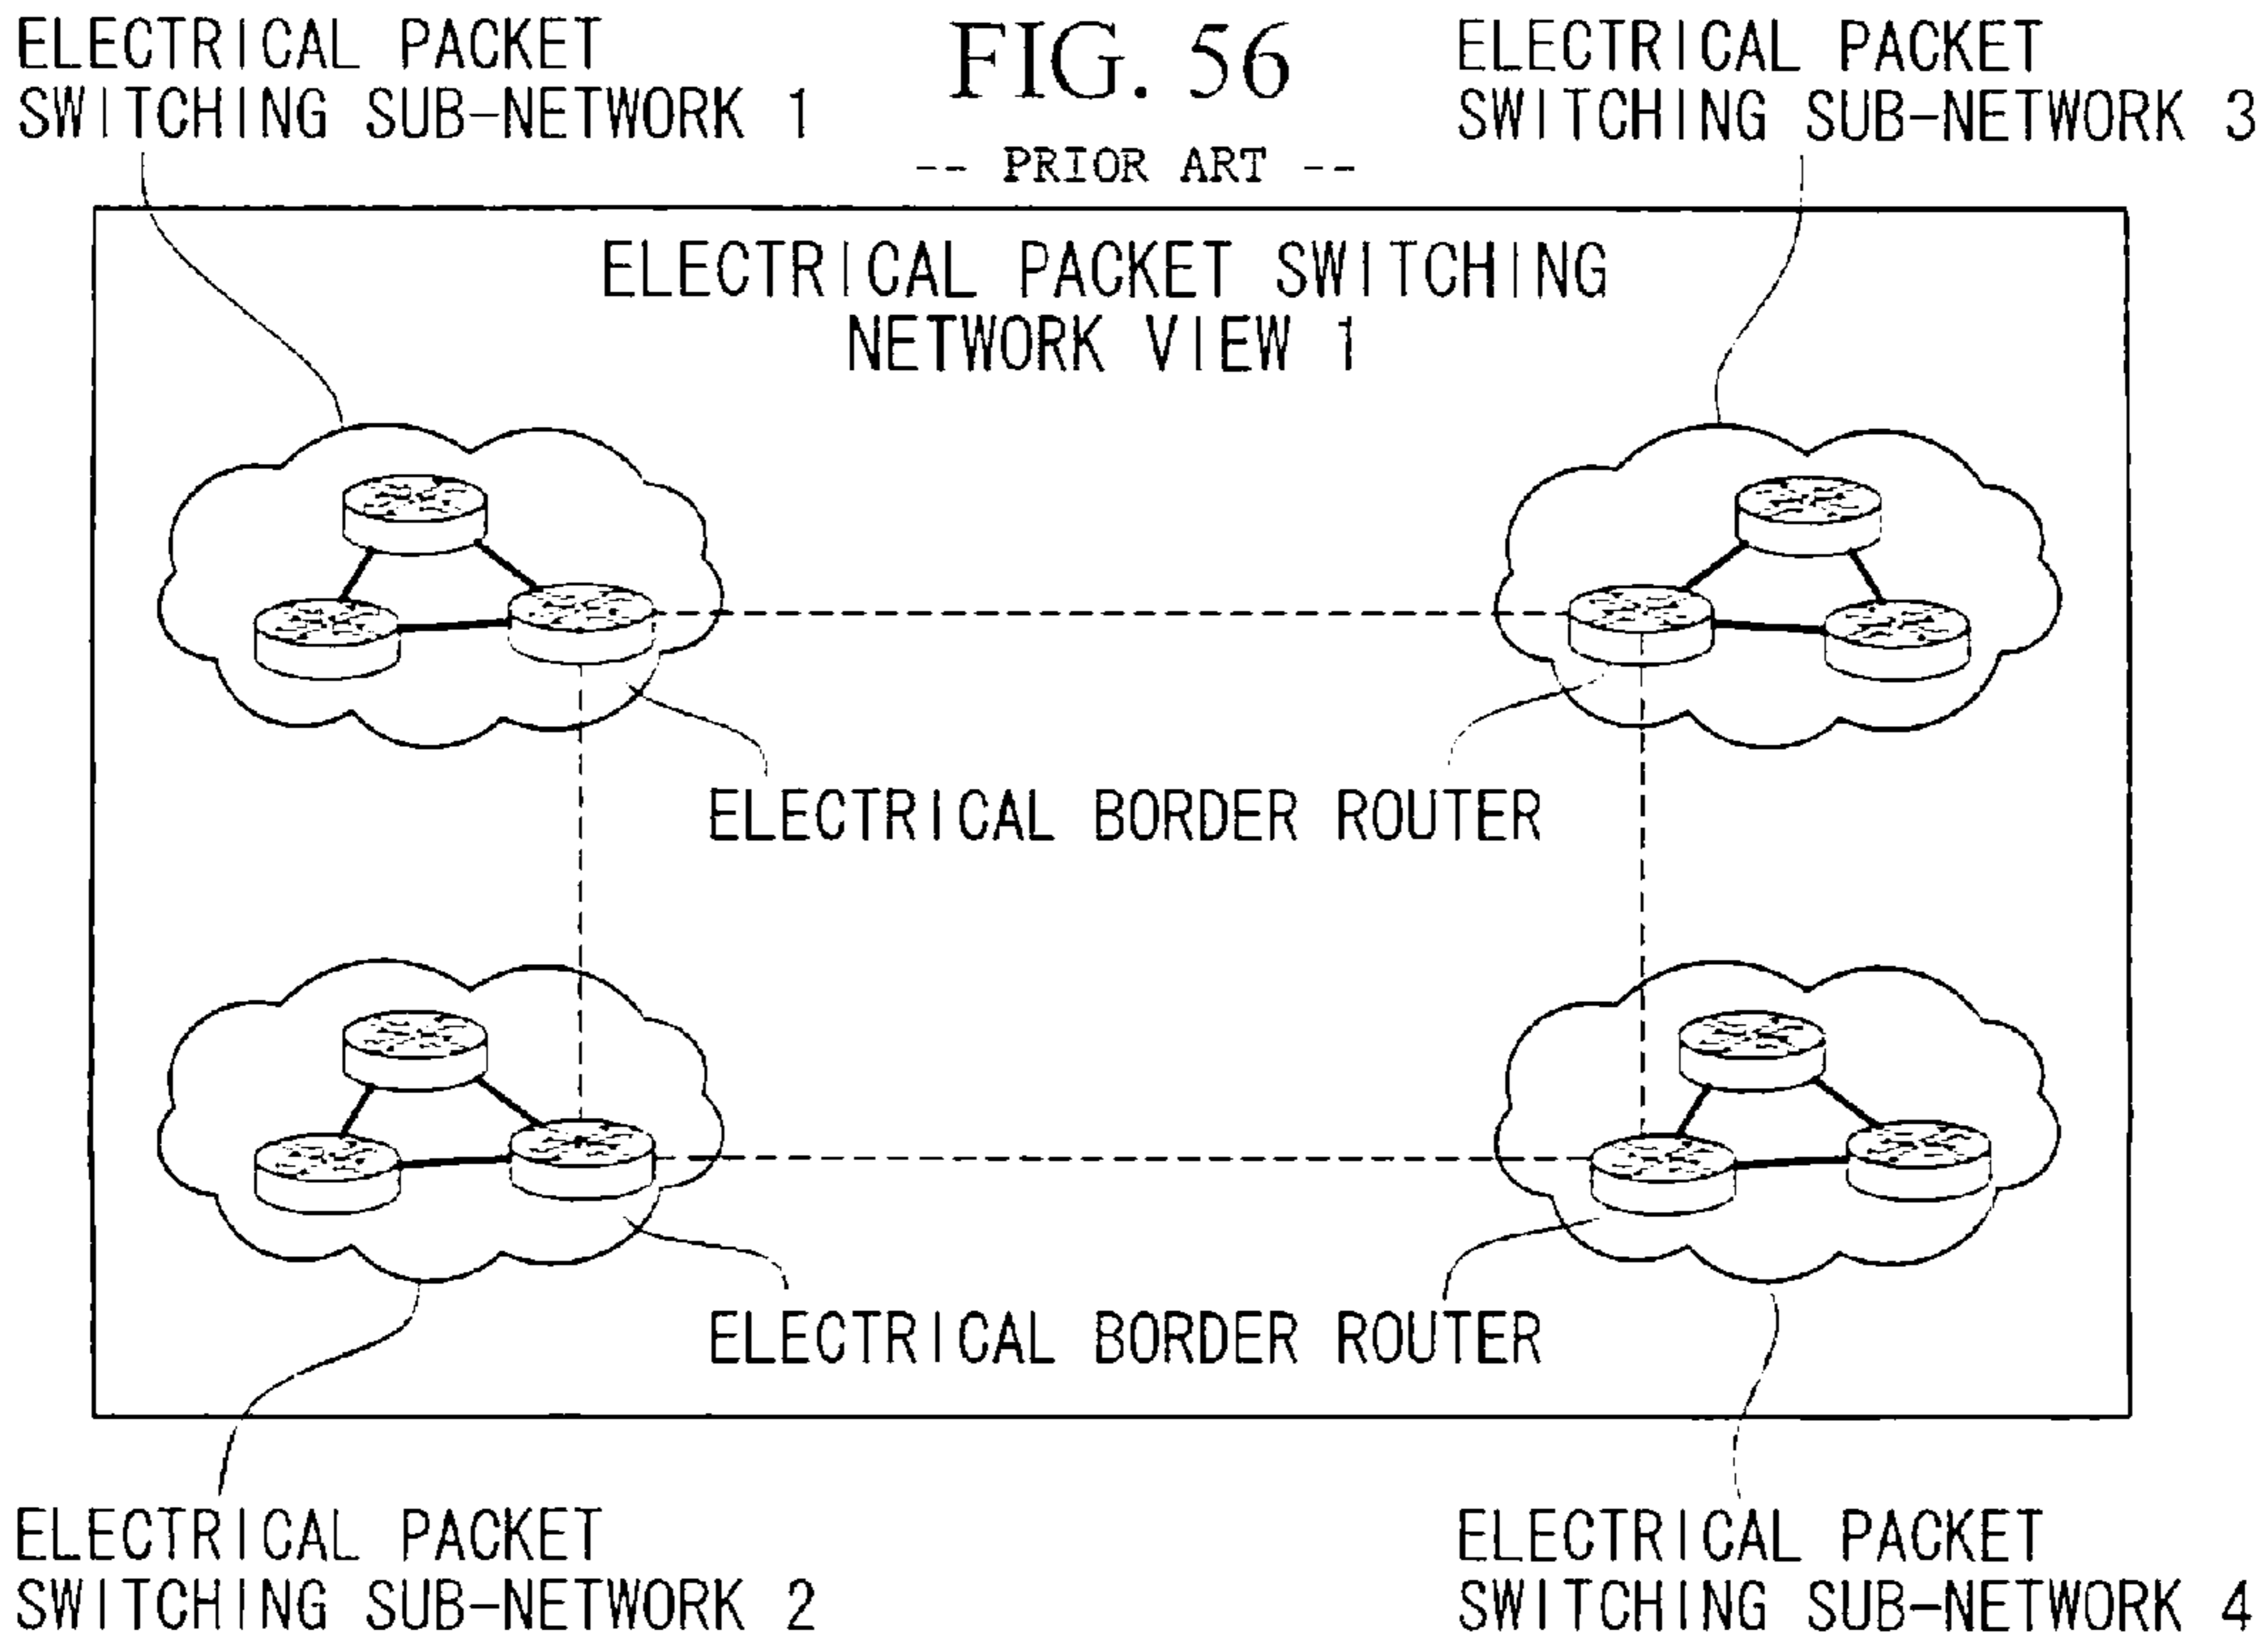 FIG. 56
-- PRIOR ART --
ELECTRICAL PACKET
SWITCHING SUB-NETWORK 1
ELECTRICAL PACKET
SWITCHING SUB-NETWORK 3
ELECTRICAL PACKET SWITCHING
NETWORK VIEW 1
ELECTRICAL BORDER ROUTER
ELECTRICAL BORDER ROUTER
ELECTRICAL PACKET
SWITCHING SUB-NETWORK 2
ELECTRICAL PACKET
SWITCHING SUB-NETWORK 4